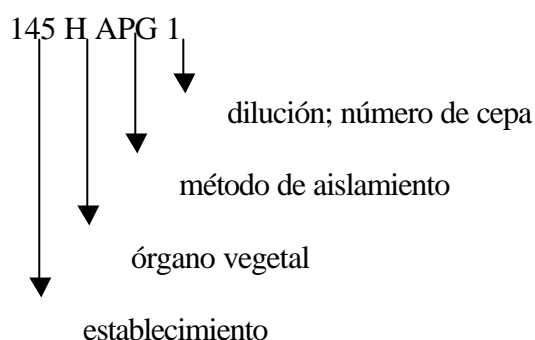 145 H APG 1
dilución; número de cepa
método de aislamiento
órgano vegetal
establecimiento